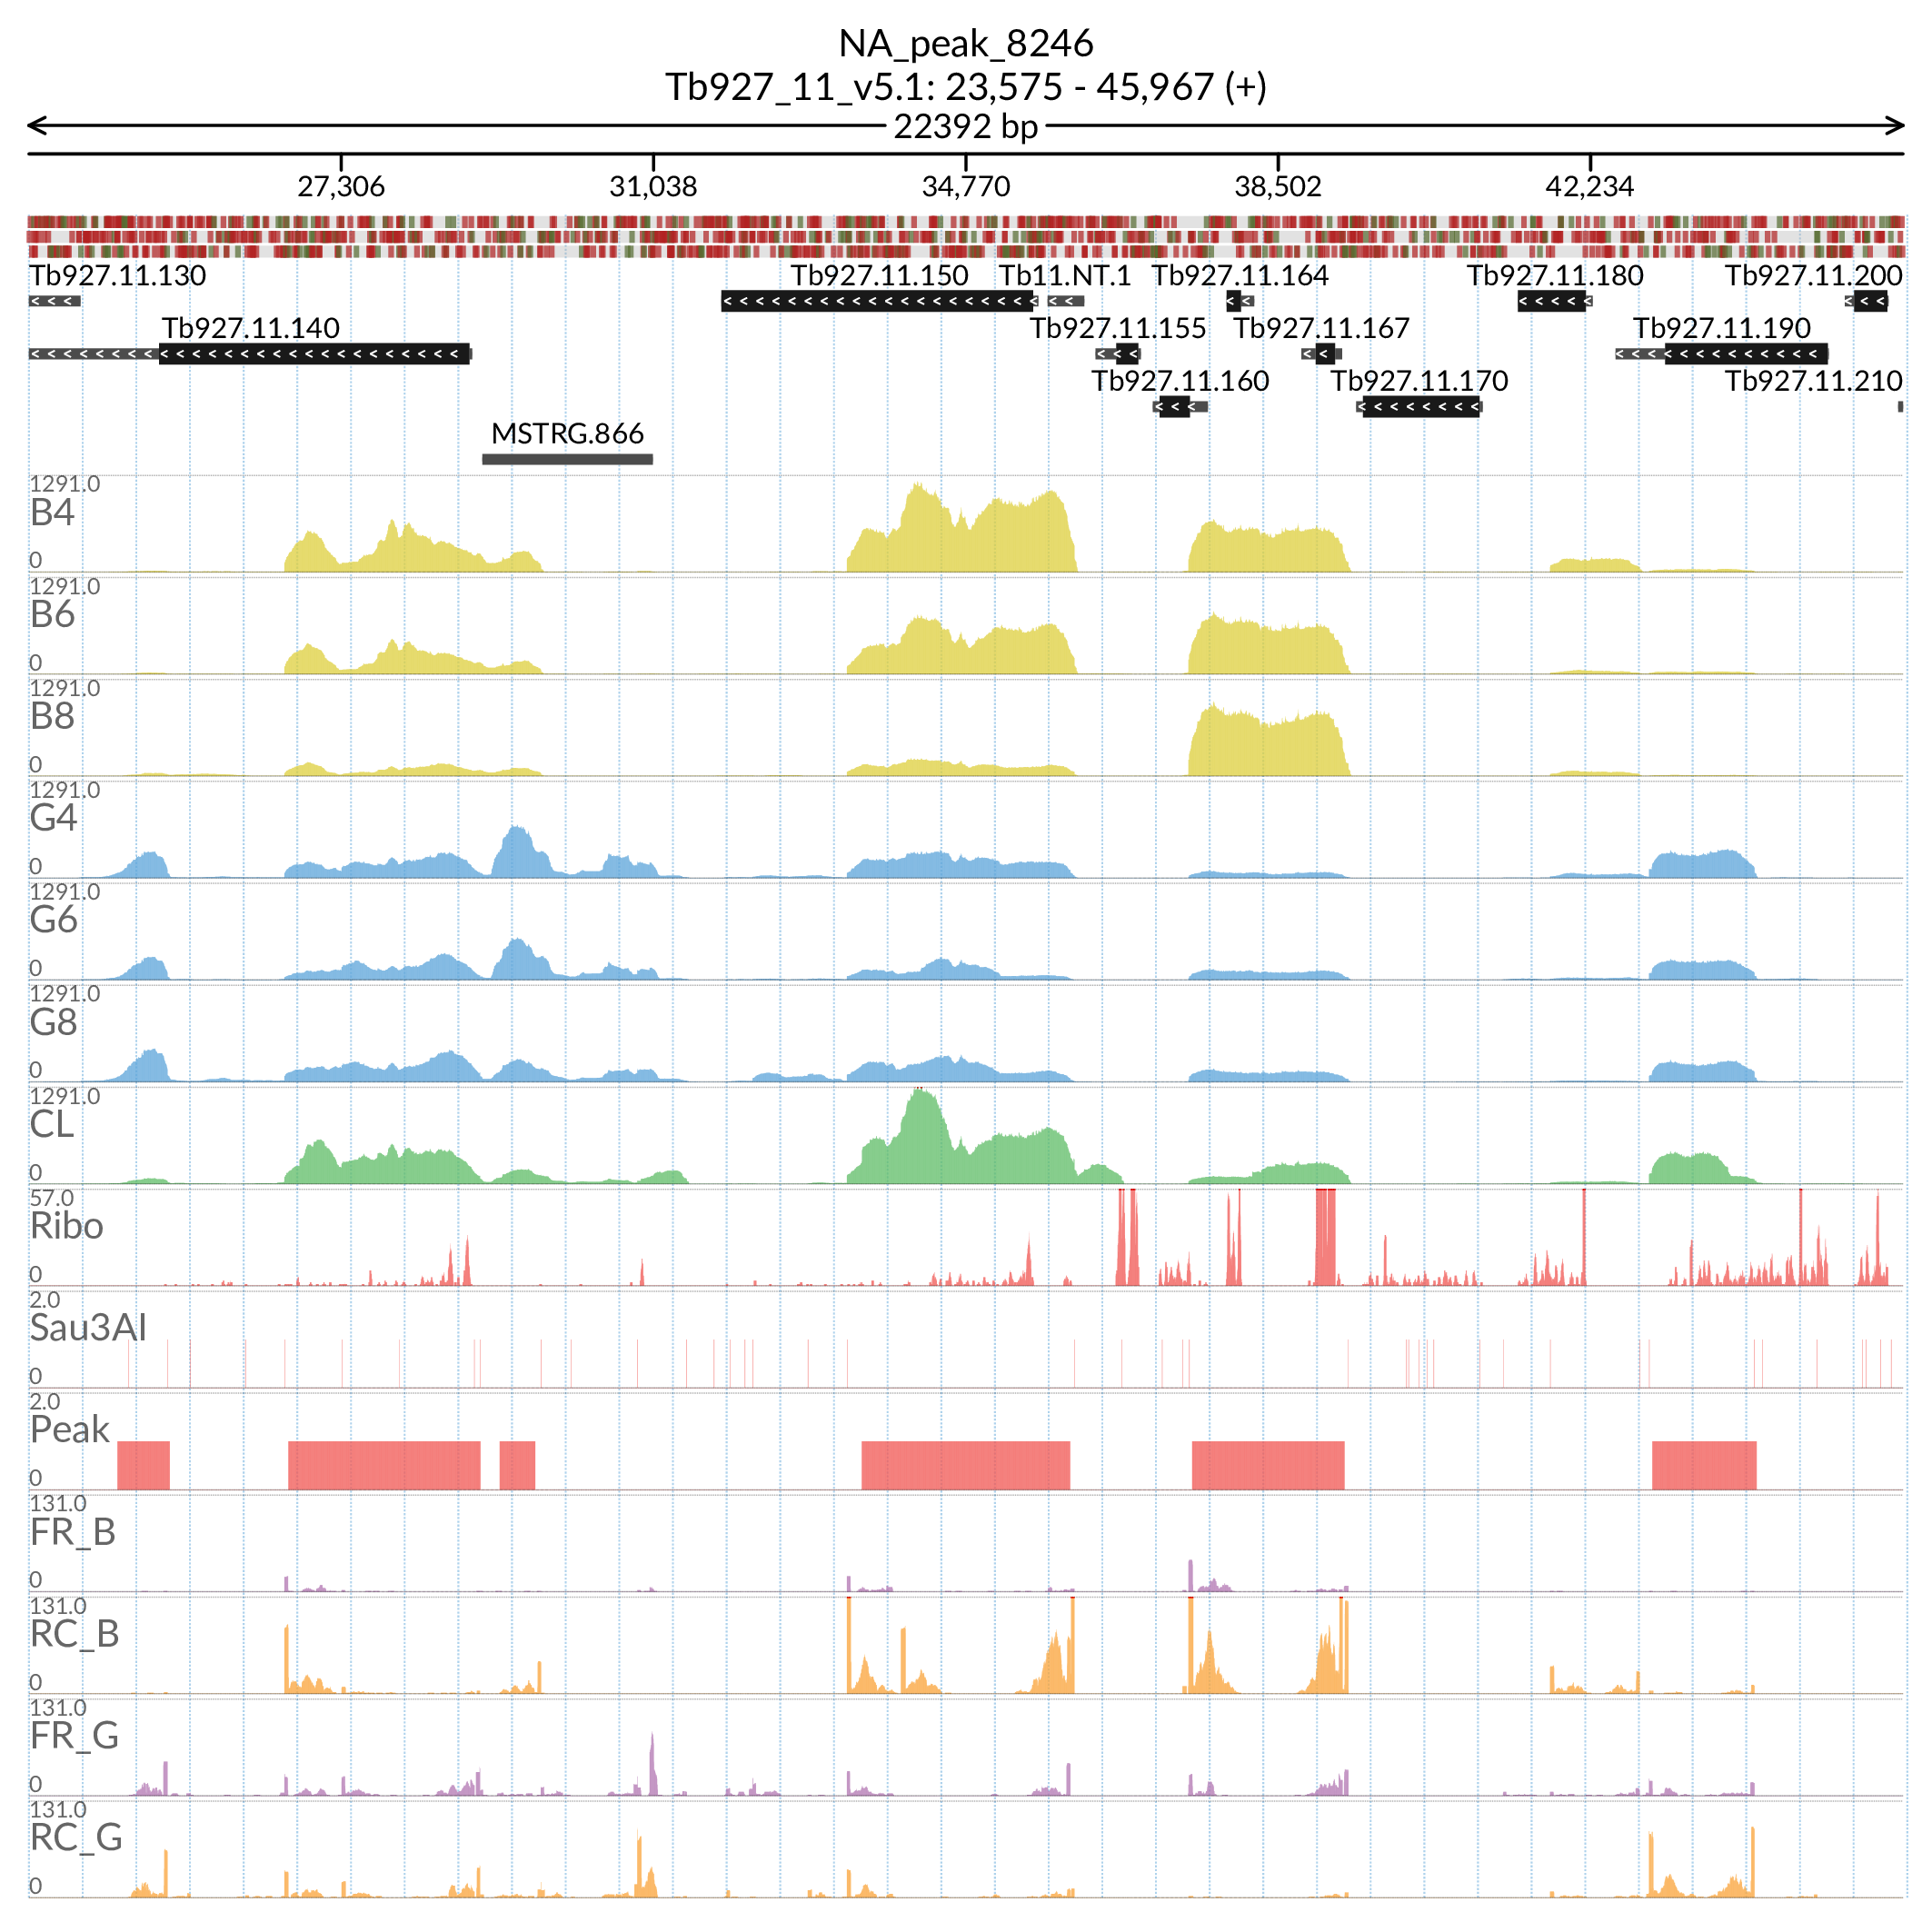 NA_peak_8246
Tb927_11_v5.1: 23,575 - 45,967 (+)
22392 bp
27,306 31,038 34,770 38,502 42,234
Tb927.11.130 Tb927.11.150 Tb11.NT.1 Tb927.11.164 Tb927.11.180 Tb927.11.200
Tb927.11.140 Tb927.11.155 Tb927.11.167 Tb927.11.190
Tb927.11.160 Tb927.11.170 Tb927.11.210
MSTRG.866
1291.0
B4
0
1291.0
B6
0
1291.0
B8
0
1291.0
G4
0
1291.0
G6
0
1291.0
G8
0
1291.0
CL
0
57.0
Ribo
0
2.0
Sau3AI
0
2.0
Peak
0
131.0
FR_B
0
131.0
RC_B
0
131.0
FR_G
0
131.0
RC_G
0